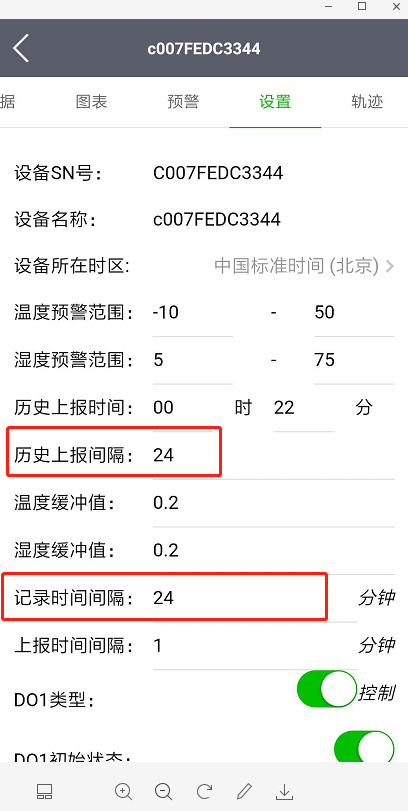 c007FEDC3344
据 图表 预警 设置 轨迹
设备SN号： C007FEDC3344
设备名称： c007FEDC3344
设备所在时区: 中国标准时间 (北京)
温度预警范围： -10 - 50
湿度预警范围： 5 - 75
历史上报时间： 00 时 22 分
历史上报间隔： 24
温度缓冲值： 0.2
湿度缓冲值： 0.2
记录时间间隔： 24 分钟
上报时间间隔： 1 分钟
DO1类型： 控制
DO1初始状态：